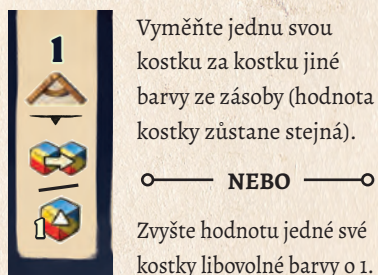 1
Vyměňte jednu svou
kostku za kostku jiné
barvy ze zásoby (hodnota
kostky zůstane stejná).
NEBO
1
Zvyšte hodnotu jedné své
kostky libovolné barvy o 1.